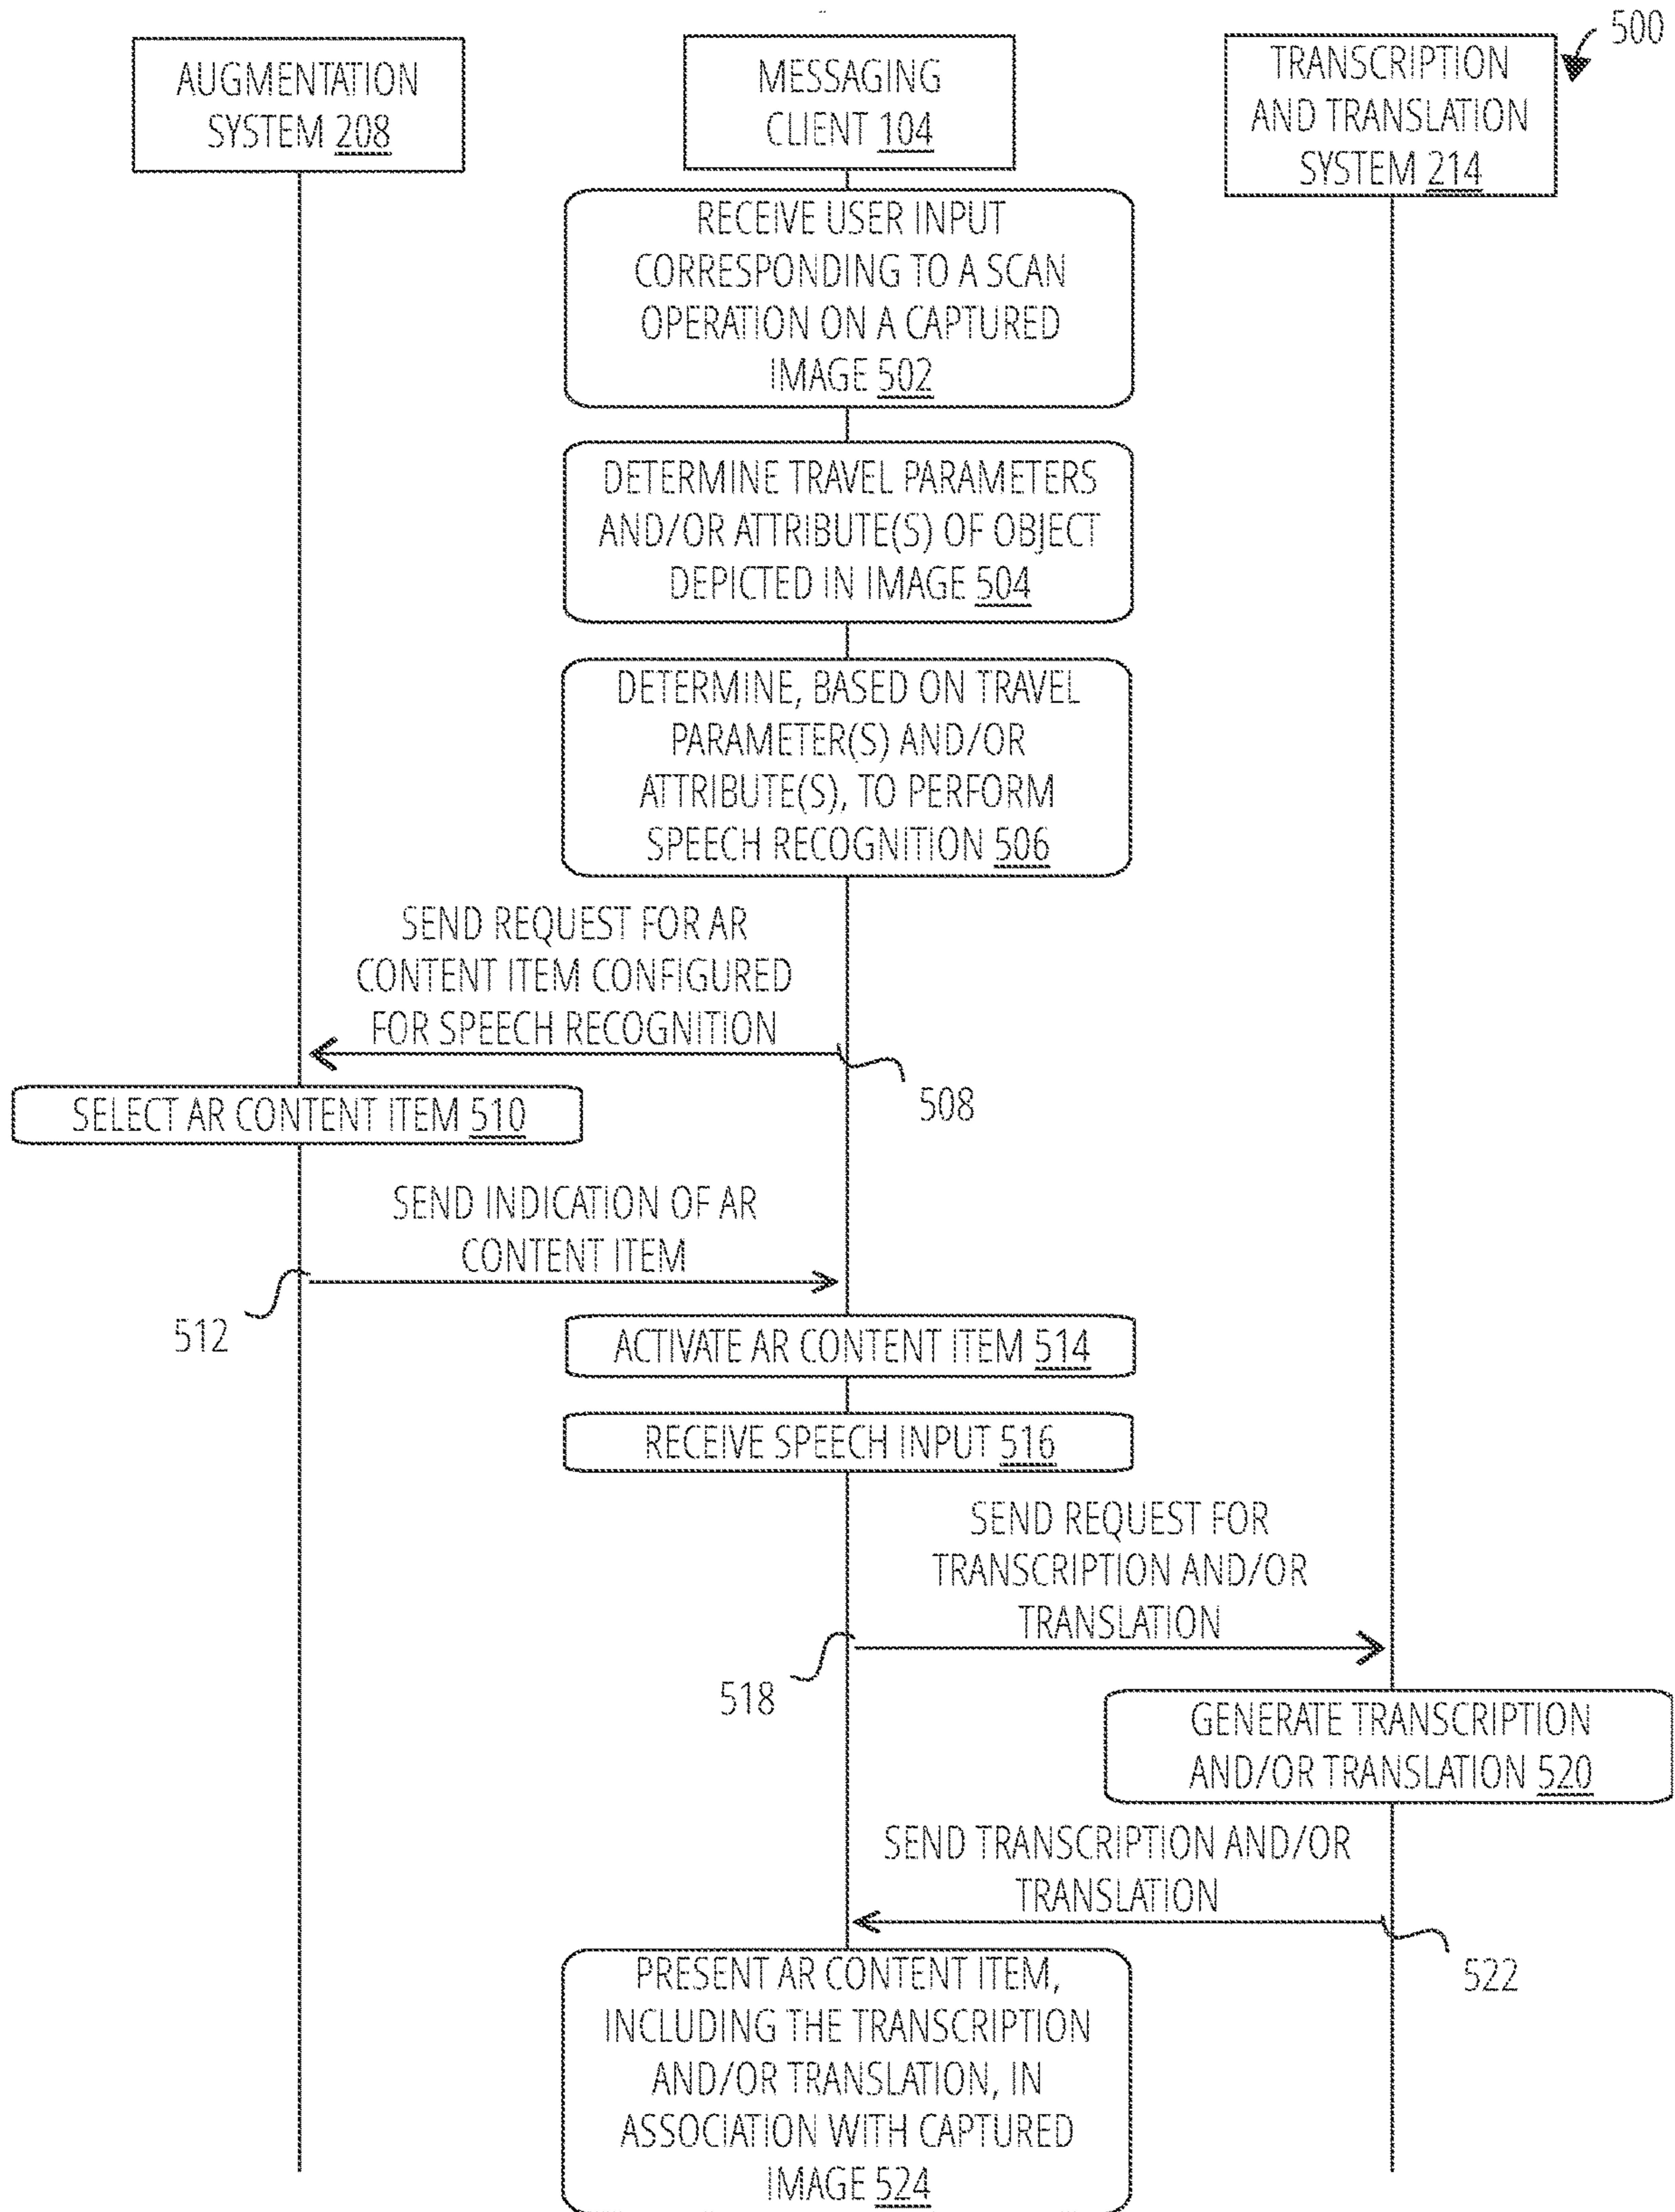 500
AUGMENTATION
SYSTEM 208
MESSAGING
CLIENT 104
TRANSCRIPTION
AND TRANSLATION
SYSTEM 214
RECEIVE USER INPUT
CORRESPONDING TO A SCAN
OPERATION ON A CAPTURED
IMAGE 502
DETERMINE TRAVEL PARAMETERS
AND/OR ATTRIBUTE(S) OF OBJECT
DEPICTED IN IMAGE 504
DETERMINE, BASED ON TRAVEL
PARAMETER(S) AND/OR
ATTRIBUTE(S), TO PERFORM
SPEECH RECOGNITION 506
SEND REQUEST FOR AR
CONTENT ITEM CONFIGURED
FOR SPEECH RECOGNITION
508
SELECT AR CONTENT ITEM 510
SEND INDICATION OF AR
CONTENT ITEM
512
ACTIVATE AR CONTENT ITEM 514
RECEIVE SPEECH INPUT 516
SEND REQUEST FOR
TRANSCRIPTION AND/OR
TRANSLATION
518
GENERATE TRANSCRIPTION
AND/OR TRANSLATION 520
SEND TRANSCRIPTION AND/OR
TRANSLATION
522
PRESENT AR CONTENT ITEM,
INCLUDING THE TRANSCRIPTION
AND/OR TRANSLATION, IN
ASSOCIATION WITH CAPTURED
IMAGE 524